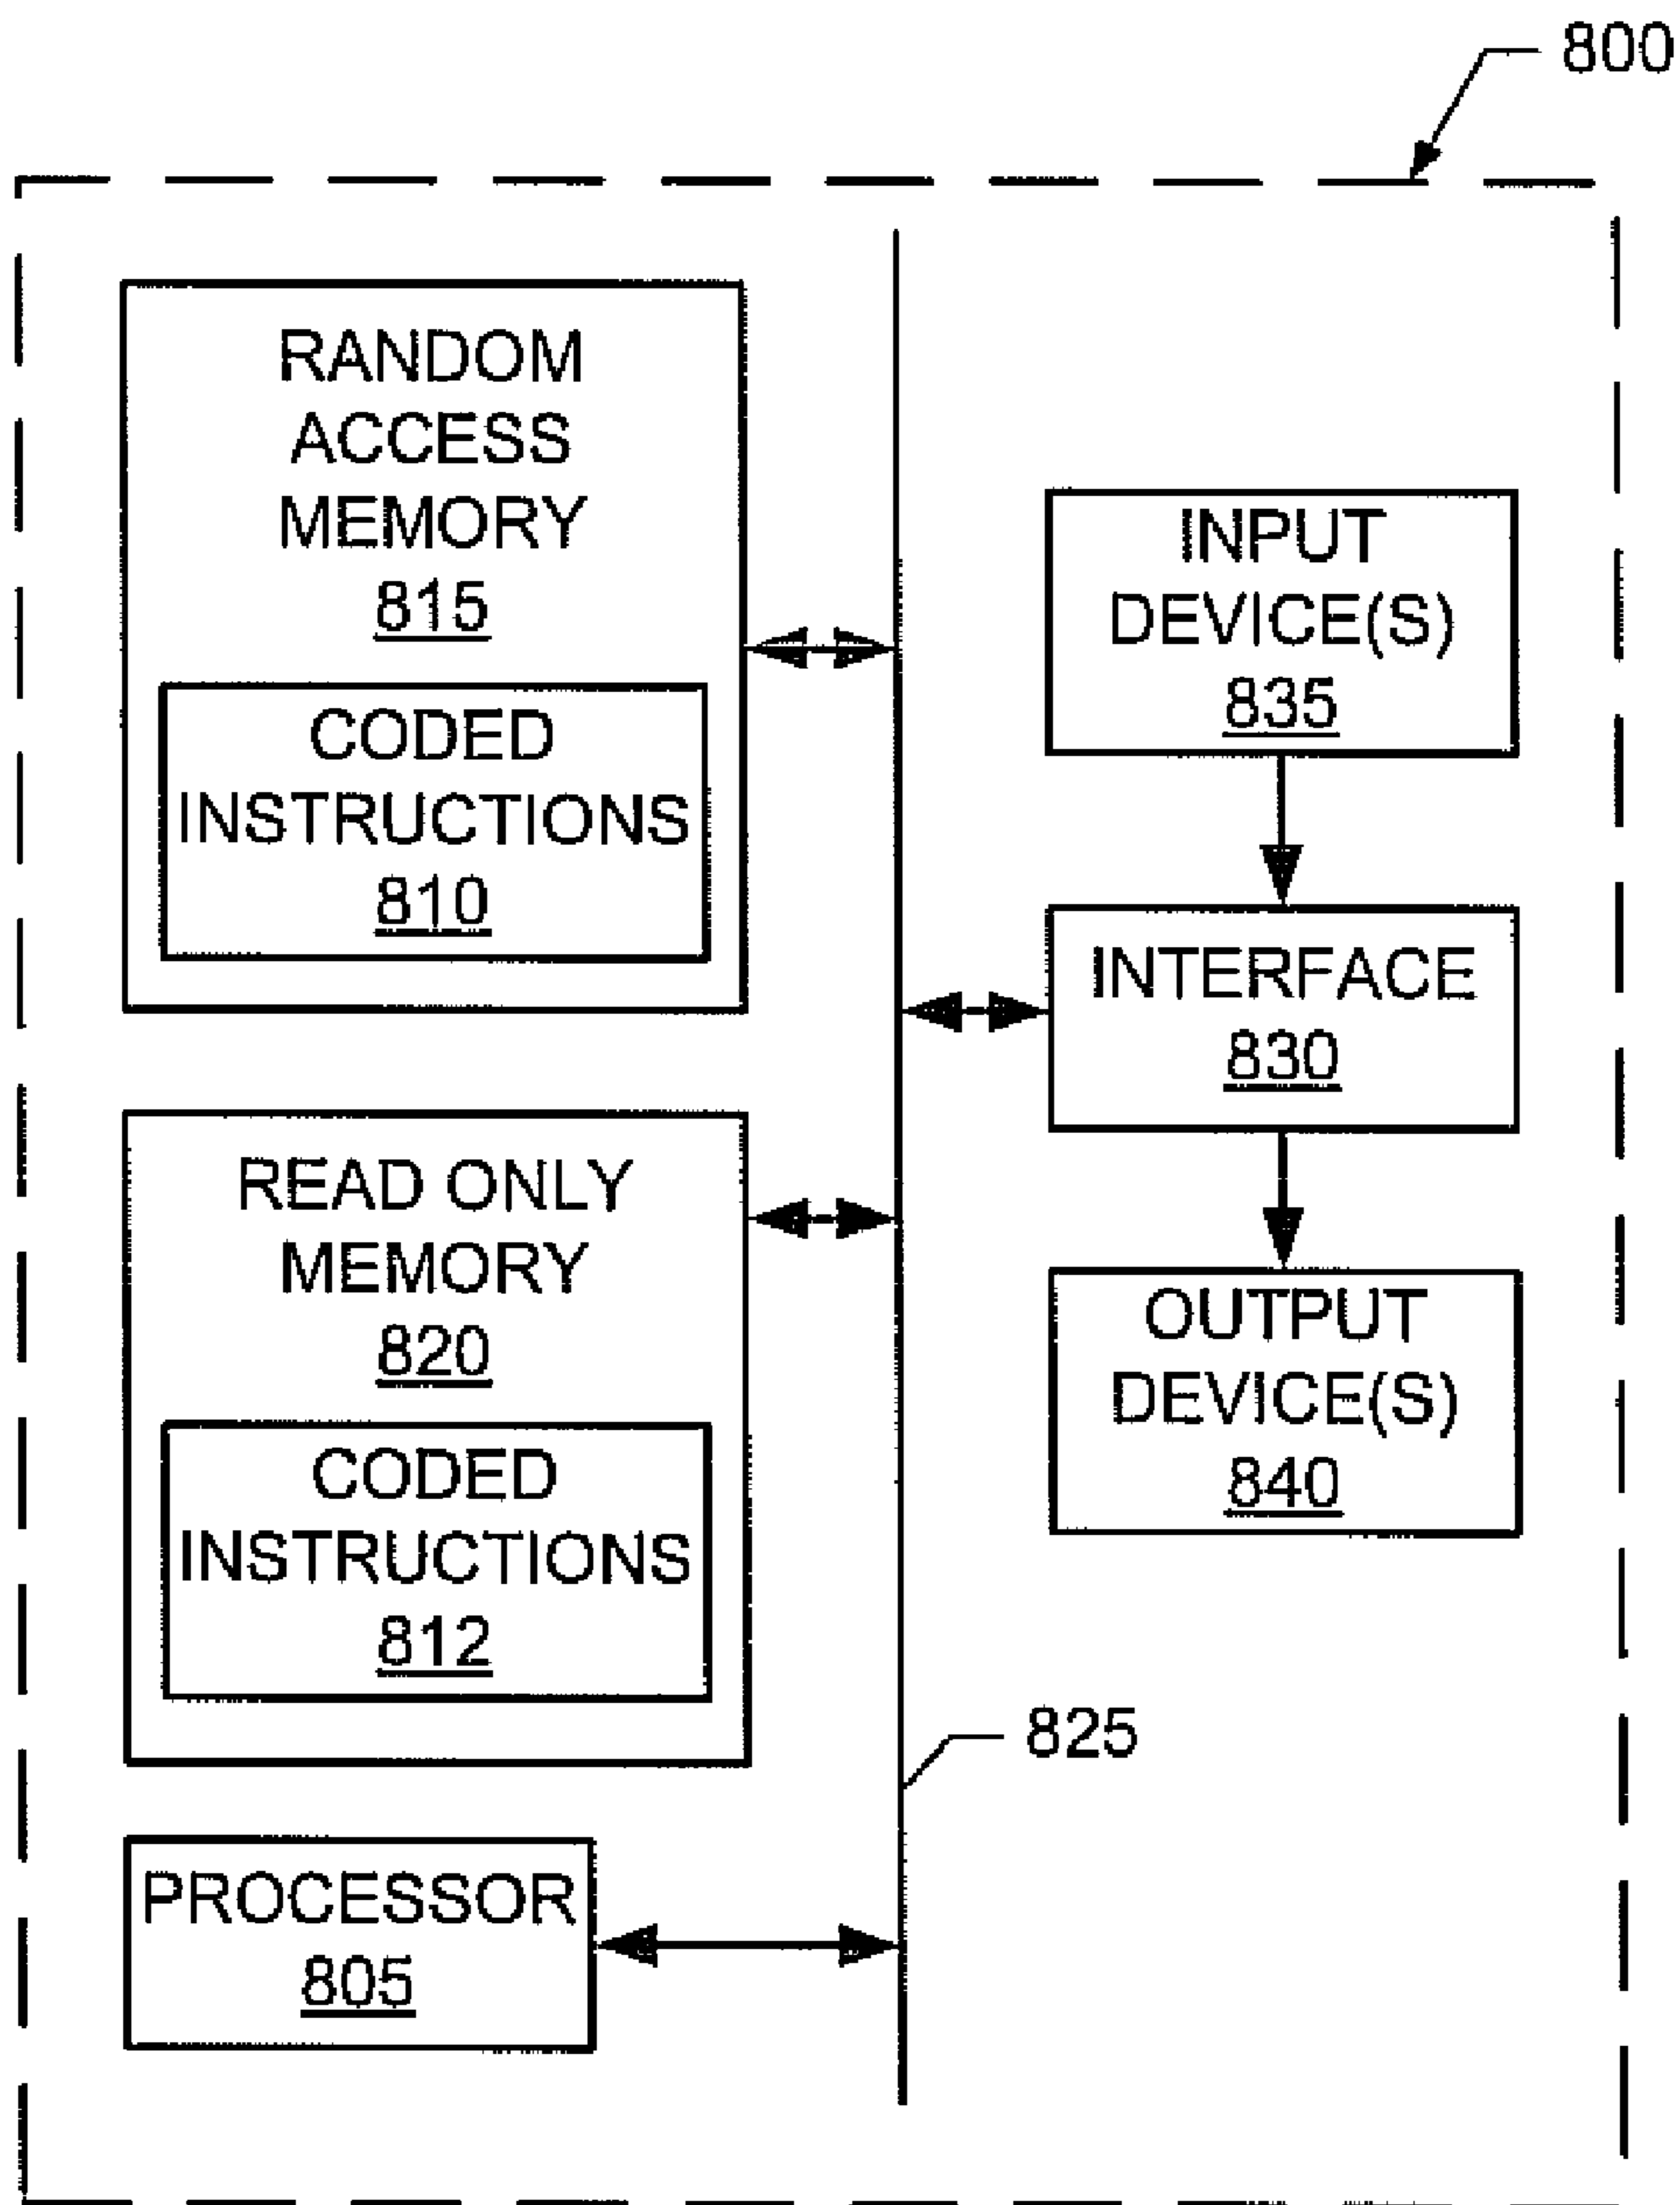 800
RANDOM
ACCESS
MEMORY
815
CODED
INSTRUCTIONS
810
READ ONLY
MEMORY
820
CODED
INSTRUCTIONS
812
PROCESSOR
805
INPUT
DEVICE(S)
835
INTERFACE
830
OUTPUT
DEVICE(S)
840
825